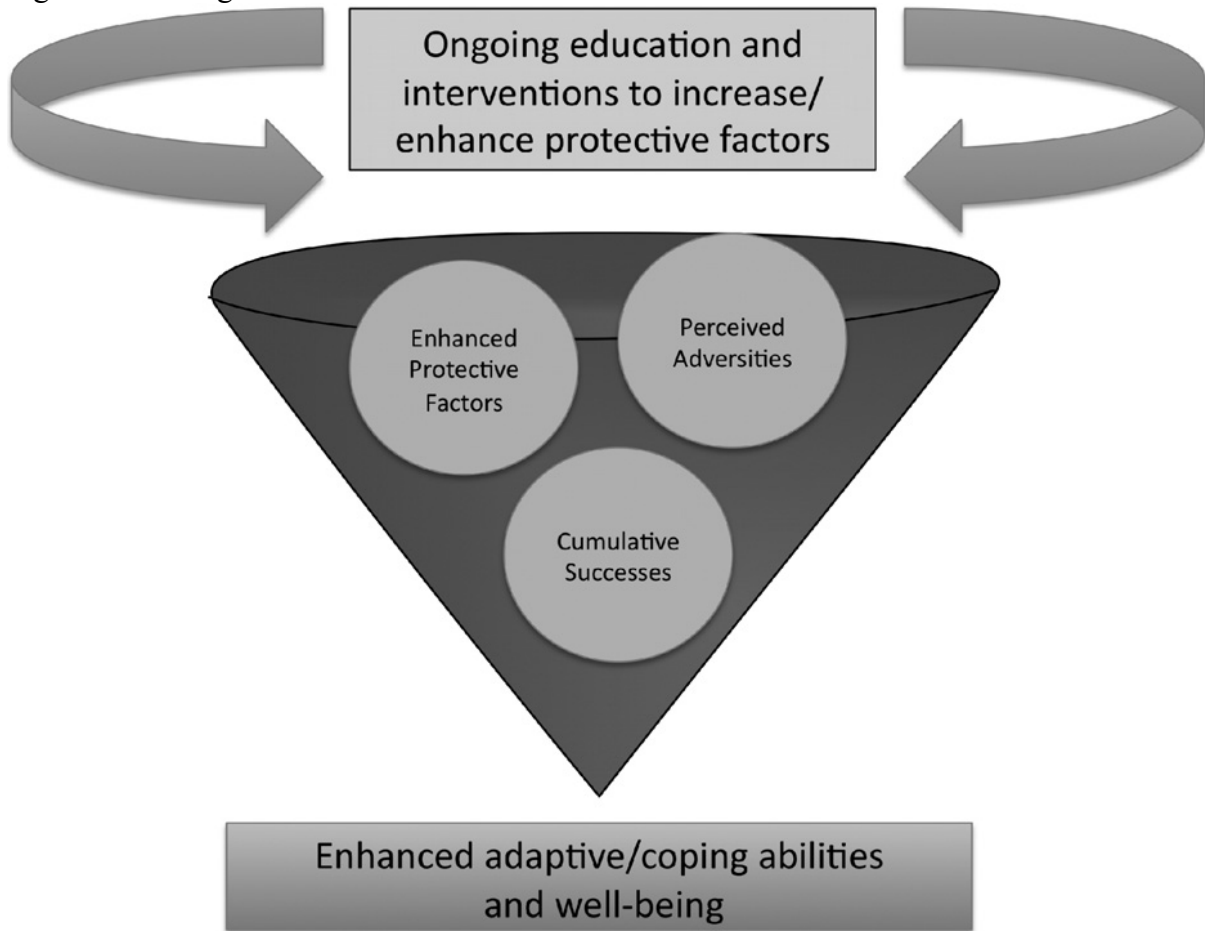 Ongoing education and
interventions to increase/
enhance protective factors
Enhanced
Protective
Factors
Perceived
Adversities
Cumulative
Successes
Enhanced adaptive/coping abilities
and well-being